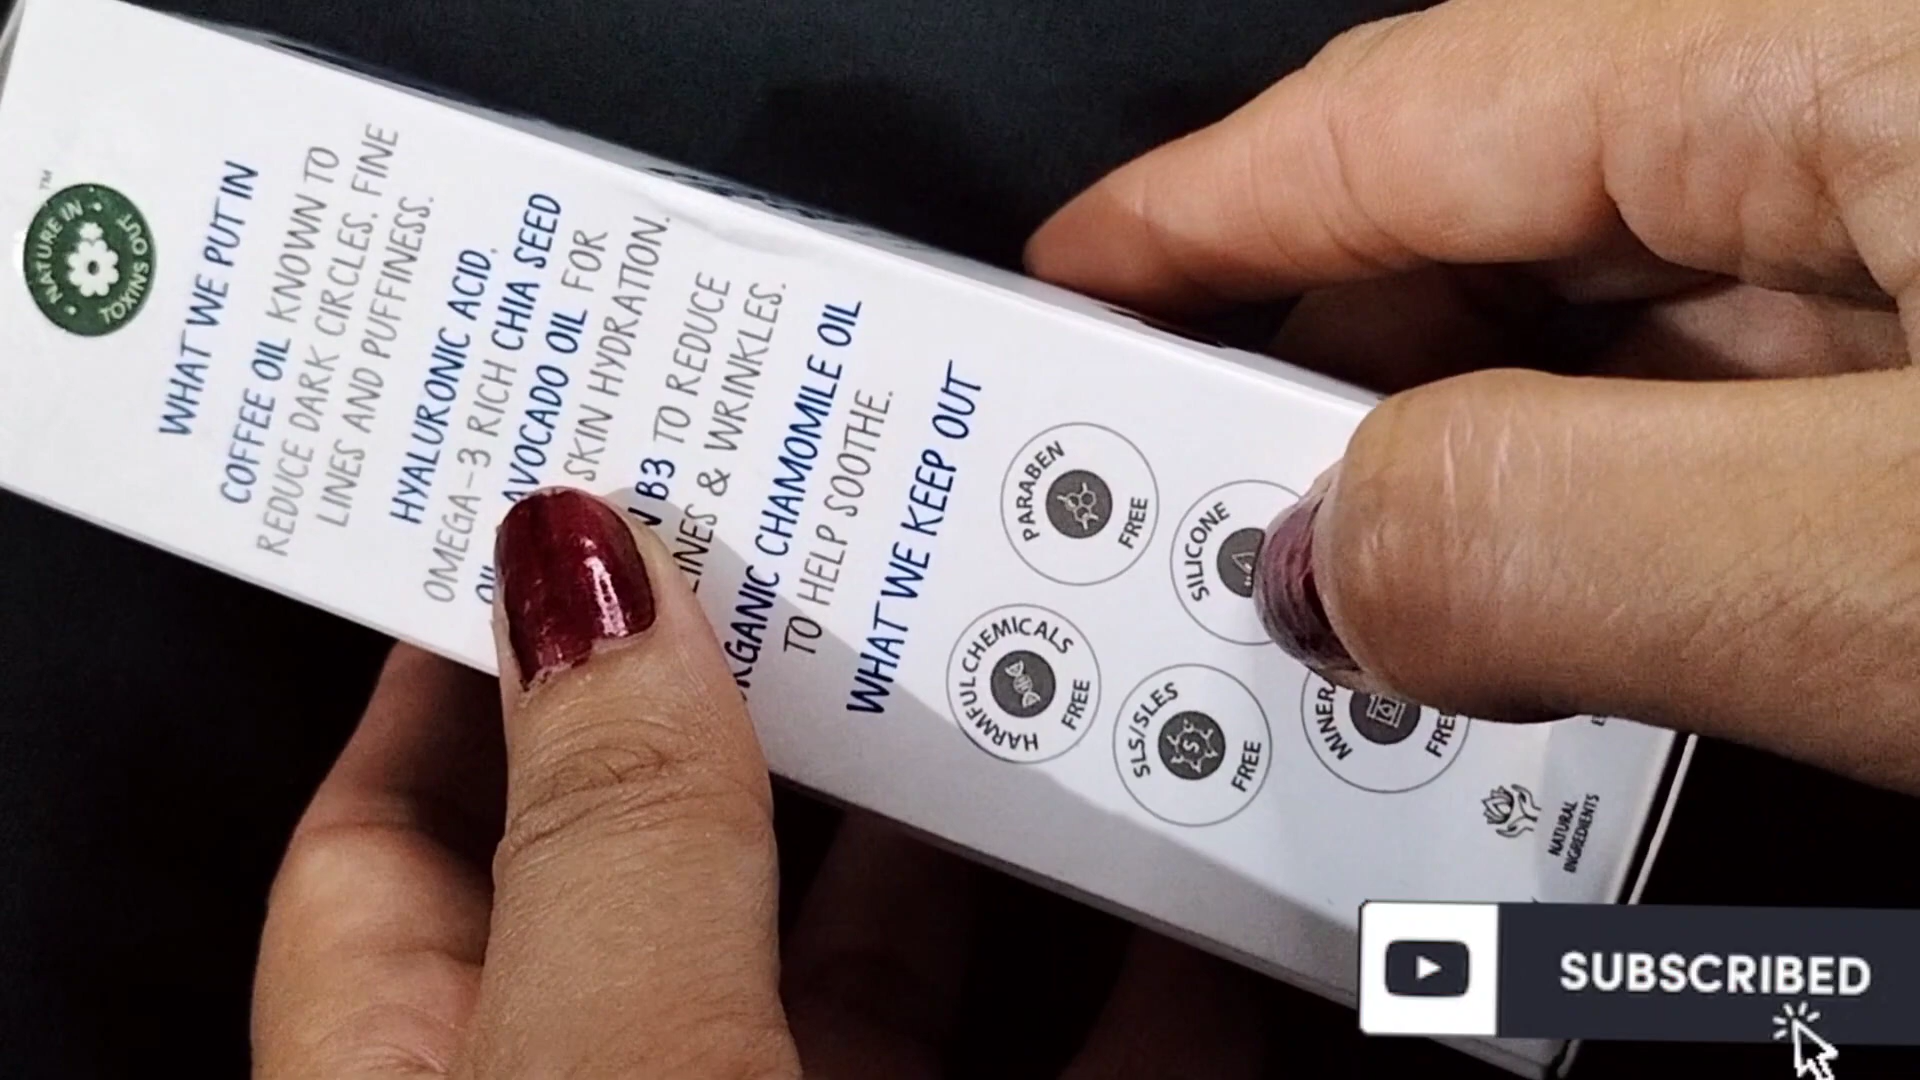 NATURE IN
TOXINS OUT
TM
WHAT WE PUT IN
COFFEE OIL KNOWN TO
REDUCE DARK CIRCLES. FINE
LINES AND PUFFINESS.
HYALURONIC ACID,
OMEGA-3 RICH CHIA SEED
AVOCADO OIL FOR
SKIN HYDRATION.
B3 TO REDUCE
LINES & WRINKLES.
CHAMOMILE OIL
TO HELP SOOTHE.
WHAT WE KEEP OUT
PARABEN
FREE
SILICONE
HARMFUL CHEMICALS
FREE
SLS/SLES
FREE
FREE
NATURAL
INGREDIENTS
SUBSCRIBED